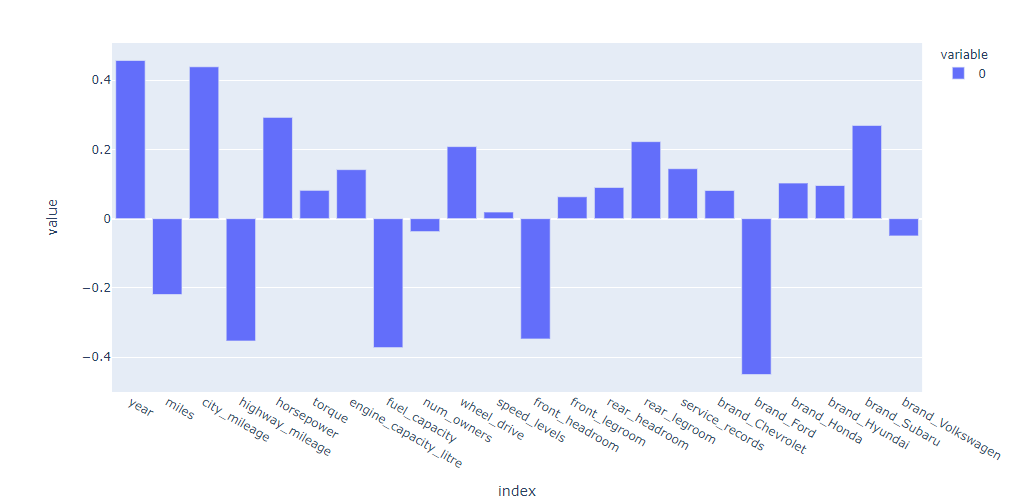 variable
0
value
0.4
0.2
0
−0.2
−0.4
year
miles
city_mileage
highway_mileage
horsepower
torque
engine_capacity_litre
fuel_capacity
num_owners
wheel_drive
speed_levels
front_headroom
front_legroom
rear_headroom
rear_legroom
service_records
brand_Chevrolet
brand_Ford
brand_Honda
brand_Hyundai
brand_Subaru
brand_Volkswagen
index